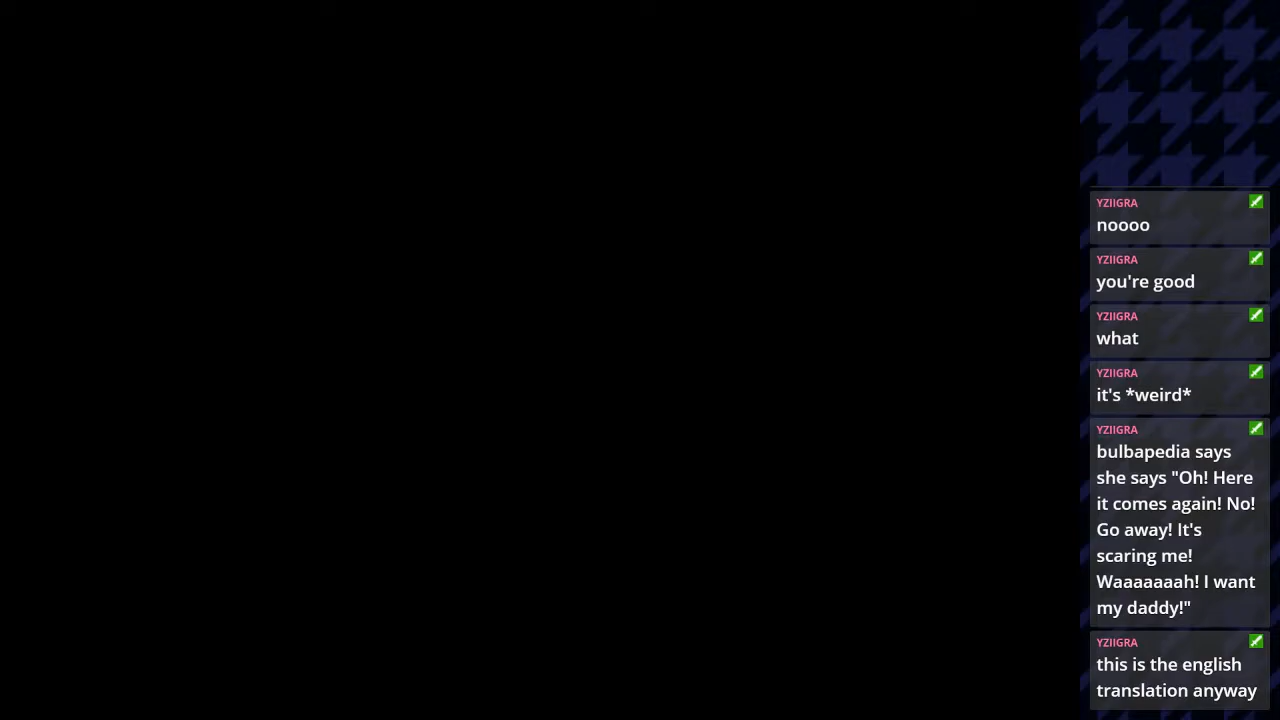 YZIIGRA
noooo
YZIIGRA
you're good
YZIIGRA
what
YZIIGRA
it's *weird*
YZIIGRA
bulbapedia says
she says "Oh! Here
it comes again! No!
Go away! It's
scaring me!
Waaaaaaah! I want
my daddy!"
YZIIGRA
this is the english
translation anyway